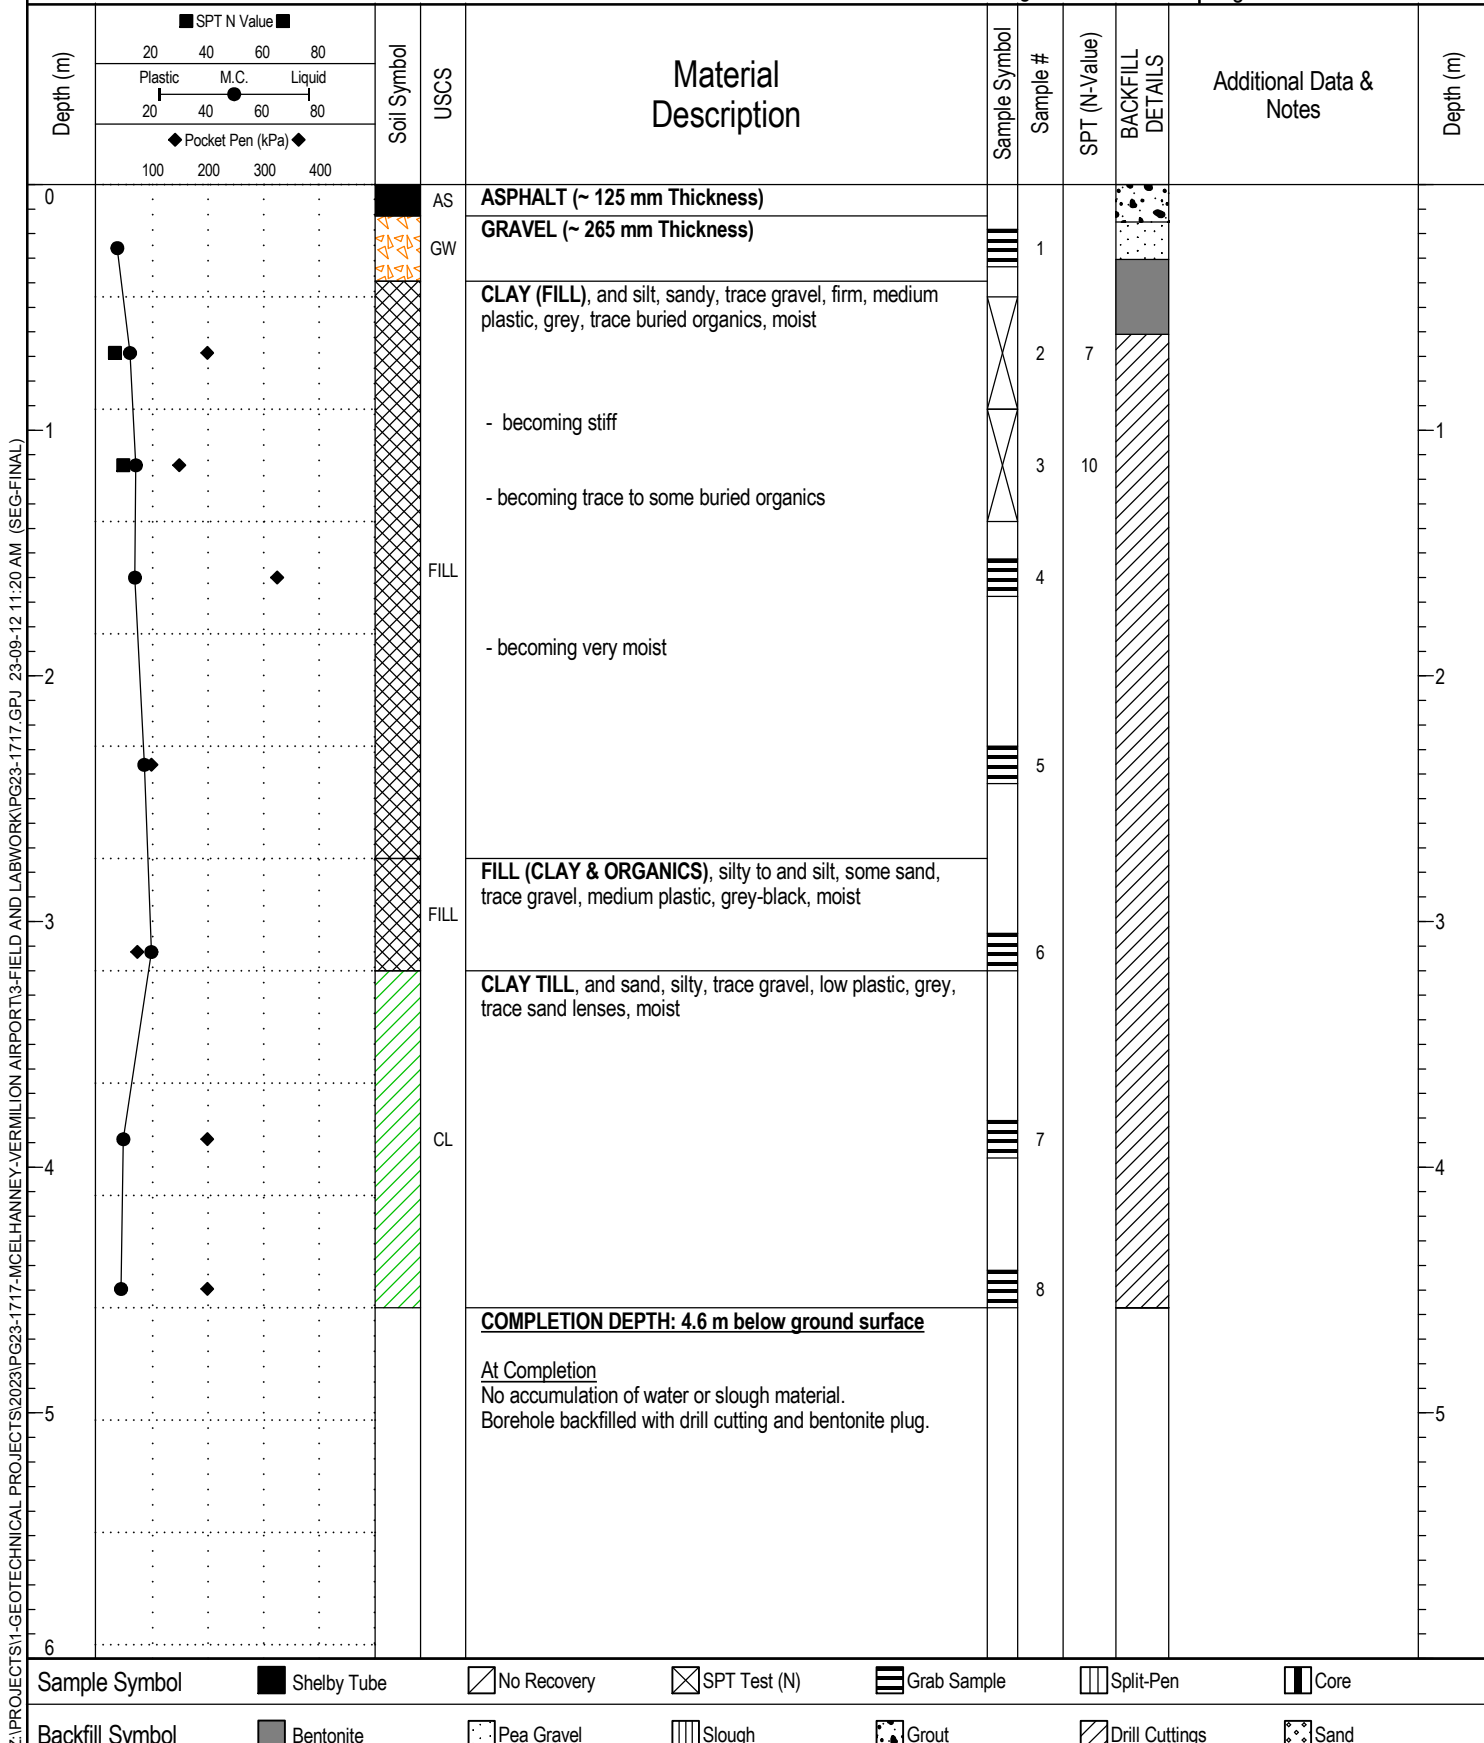 SPT N Value
20 40 60 80
Plastic M.C. Liquid
20 40 60 80
Pocket Pen (kPa)
100 200 300 400
Depth (m)
Soil Symbol
USCS
Material
Description
Sample Symbol
Sample #
SPT (N-Value)
BACKFILL
DETAILS
Additional Data &
Notes
Depth (m)
0
AS
ASPHALT (~ 125 mm Thickness)
GRAVEL (~ 265 mm Thickness)
GW
1
CLAY (FILL), and silt, sandy, trace gravel, firm, medium
plastic, grey, trace buried organics, moist
2 7
- becoming stiff
1
1
3 10
- becoming trace to some buried organics
FILL
4
- becoming very moist
2
2
5
FILL (CLAY & ORGANICS), silty to and silt, some sand,
trace gravel, medium plastic, grey-black, moist
FILL
3
3
6
CLAY TILL, and sand, silty, trace gravel, low plastic, grey,
trace sand lenses, moist
CL
7
4
4
8
COMPLETION DEPTH: 4.6 m below ground surface
At Completion
No accumulation of water or slough material.
Borehole backfilled with drill cutting and bentonite plug.
5
5
6
Sample Symbol Shelby Tube No Recovery SPT Test (N) Grab Sample Split-Pen Core
Backfill Symbol Bentonite Pea Gravel Slough Grout Drill Cuttings Sand
Z:\PROJECTS\1-GEOTECHNICAL PROJECTS\2023\PG23-1717-MCELHANNEY-VERMILION AIRPORT\3-FIELD AND LABWORK\PG23-1717.GPJ 23-09-12 11:20 AM (SEG-FINAL)